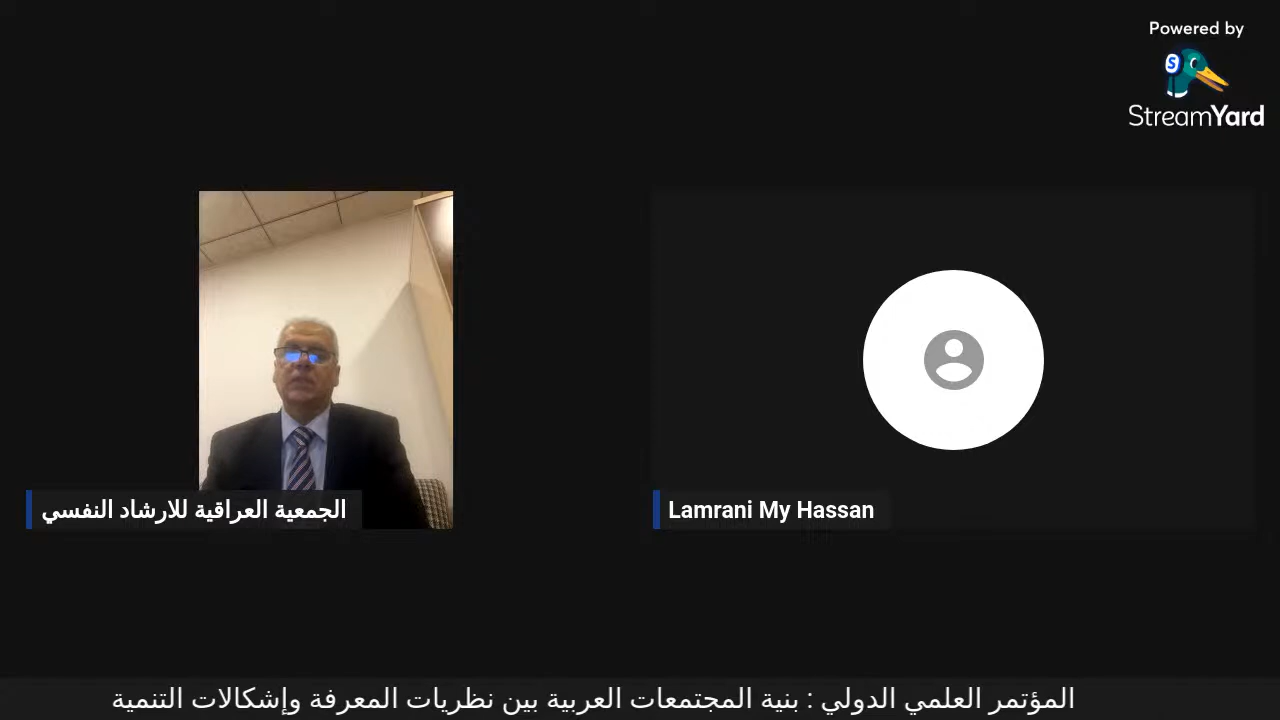 Powered by
S
StreamYard
الجمعية العراقية للارشاد النفسي
Lamrani My Hassan
المؤتمر العلمي الدولي : بنية المجتمعات العربية بين نظريات المعرفة وإشكالات التنمية